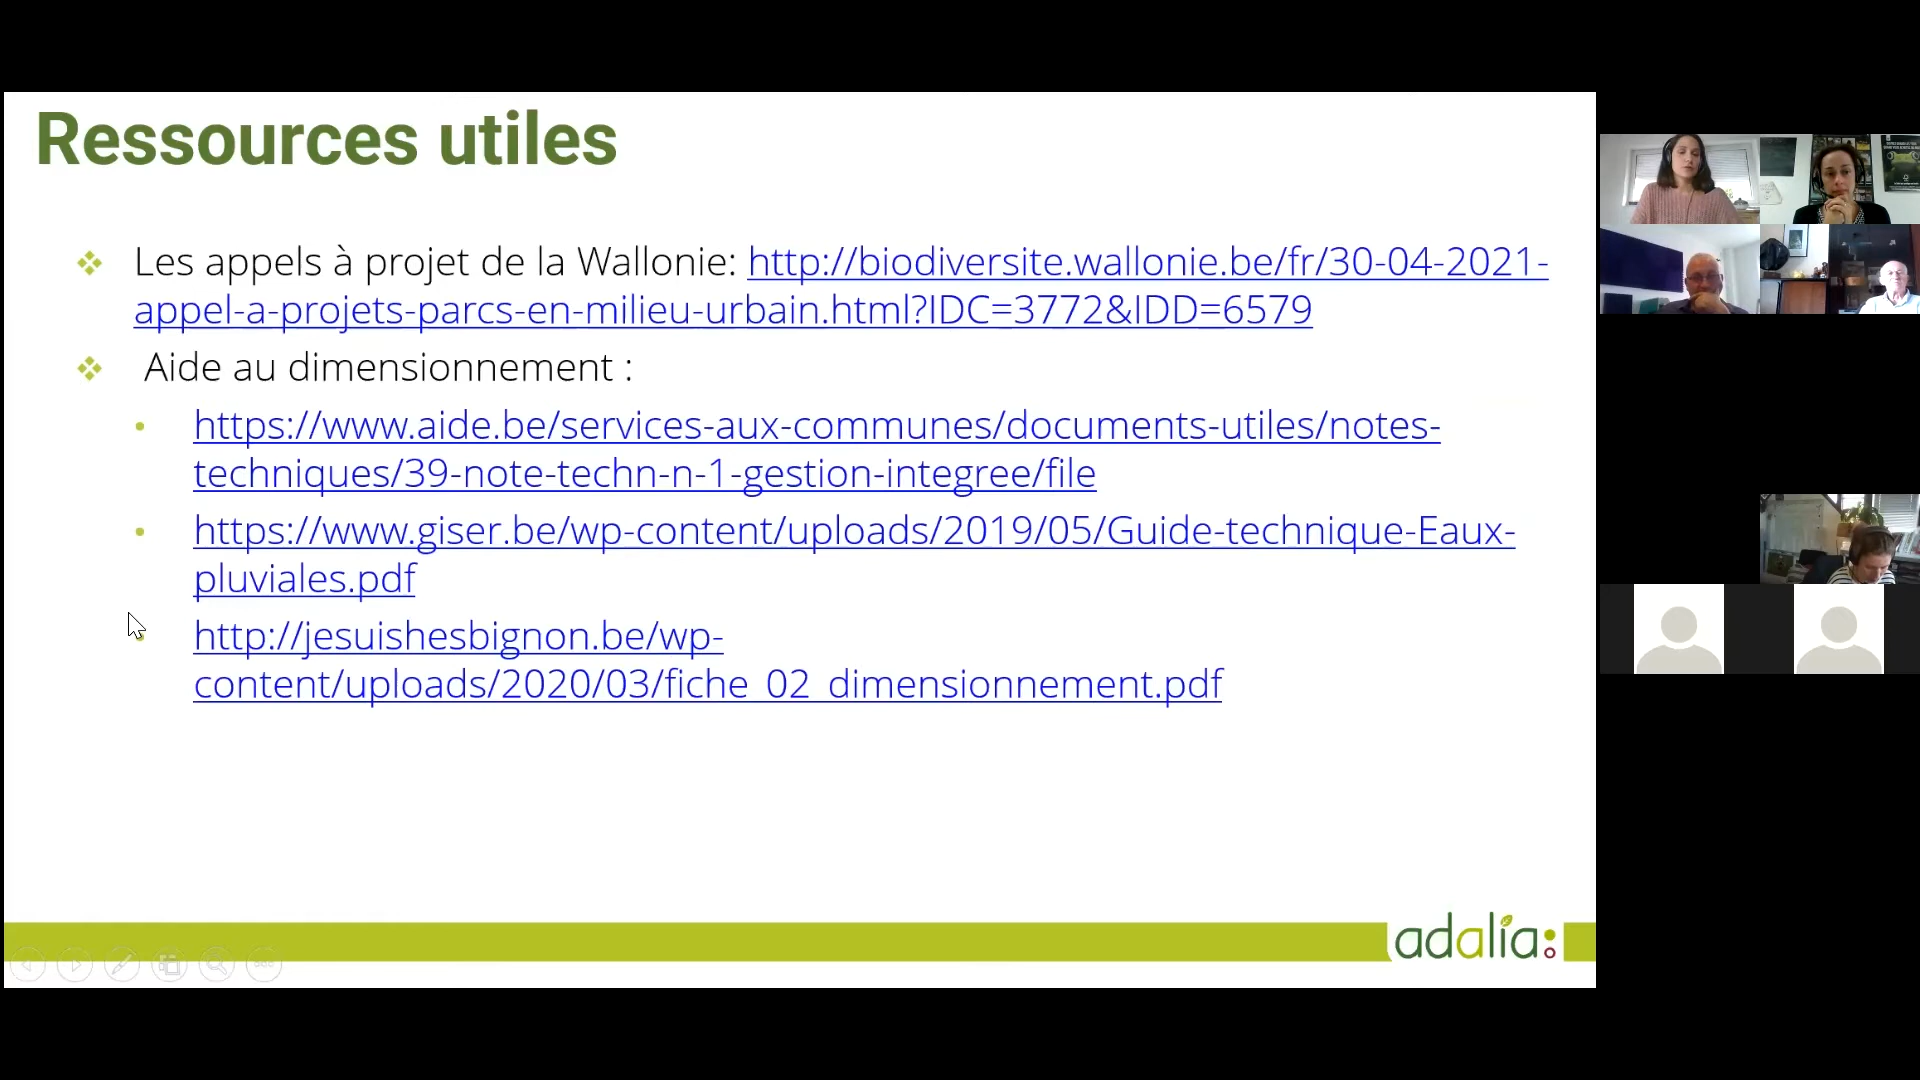 Ressources utiles
Les appels à projet de la Wallonie: http://biodiversite.wallonie.be/fr/30-04-2021-
appel-a-projets-parcs-en-milieu-urbain.html?IDC=3772&IDD=6579
Aide au dimensionnement :
https://www.aide.be/services-aux-communes/documents-utiles/notes-
techniques/39-note-techn-n-1-gestion-integree/file
https://www.giser.be/wp-content/uploads/2019/05/Guide-technique-Eaux-
pluviales.pdf
http://jesuishesbignon.be/wp-
content/uploads/2020/03/fiche_02_dimensionnement.pdf
adalia